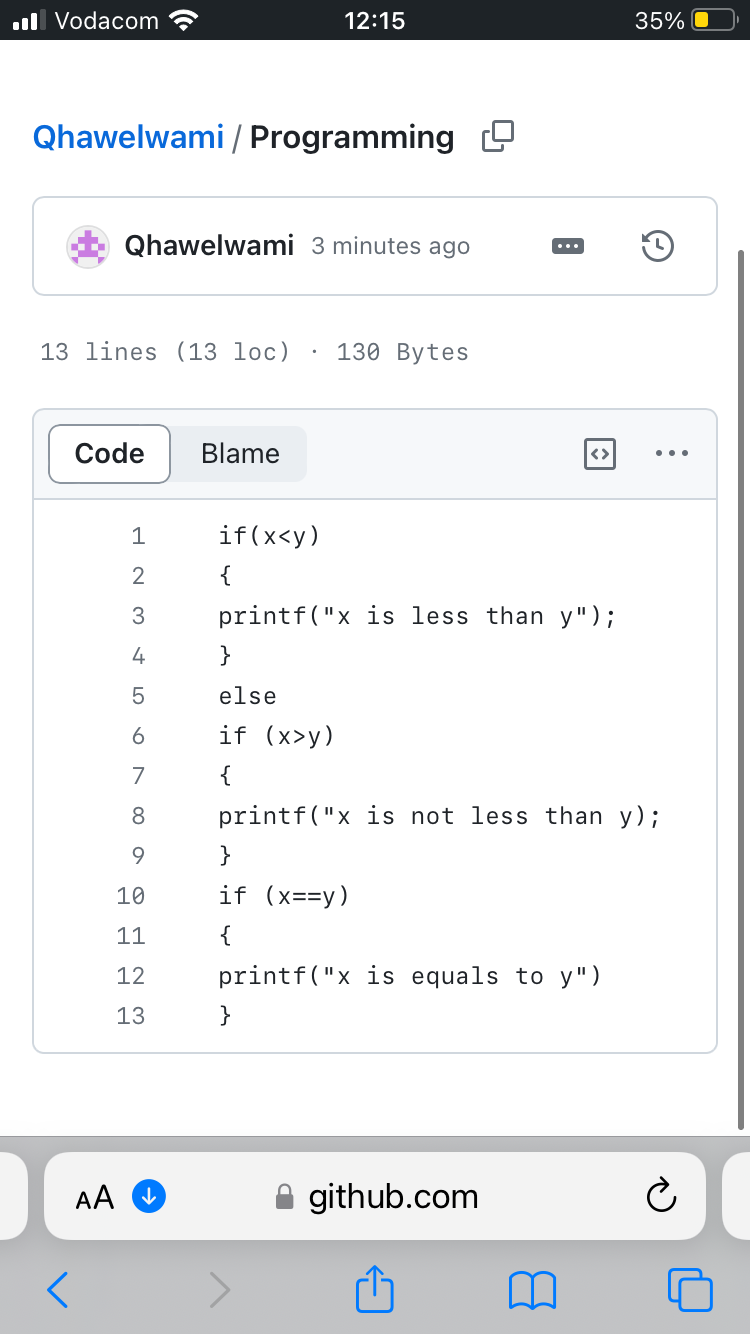 Vodacom 12:15 35%
Qhawelwami / Programming
Qhawelwami 3 minutes ago
13 lines (13 loc) · 130 Bytes
Code Blame
1 if(x<y)
2 {
3 printf("x is less than y");
4 }
5 else
6 if (x>y)
7 {
8 printf("x is not less than y);
9 }
10 if (x==y)
11 {
12 printf("x is equals to y")
13 }
AA github.com